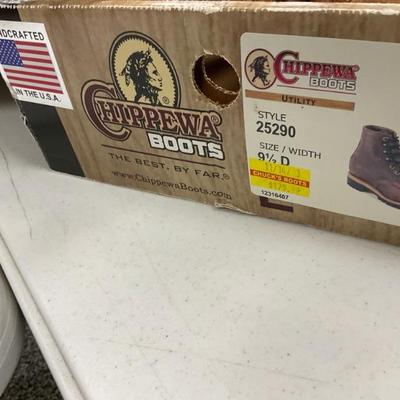 NDCRAFTED
IN THE U.S.A.
CHIPPEWA®
BOOTS
THE. BEST. BY FAR.®
www.ChippewaBoots.com
CHIPPEWA
BOOTS
UTILITY
STYLE
25290
SIZE / WIDTH
9½ D
CHUCK'S BOOTS
12316407